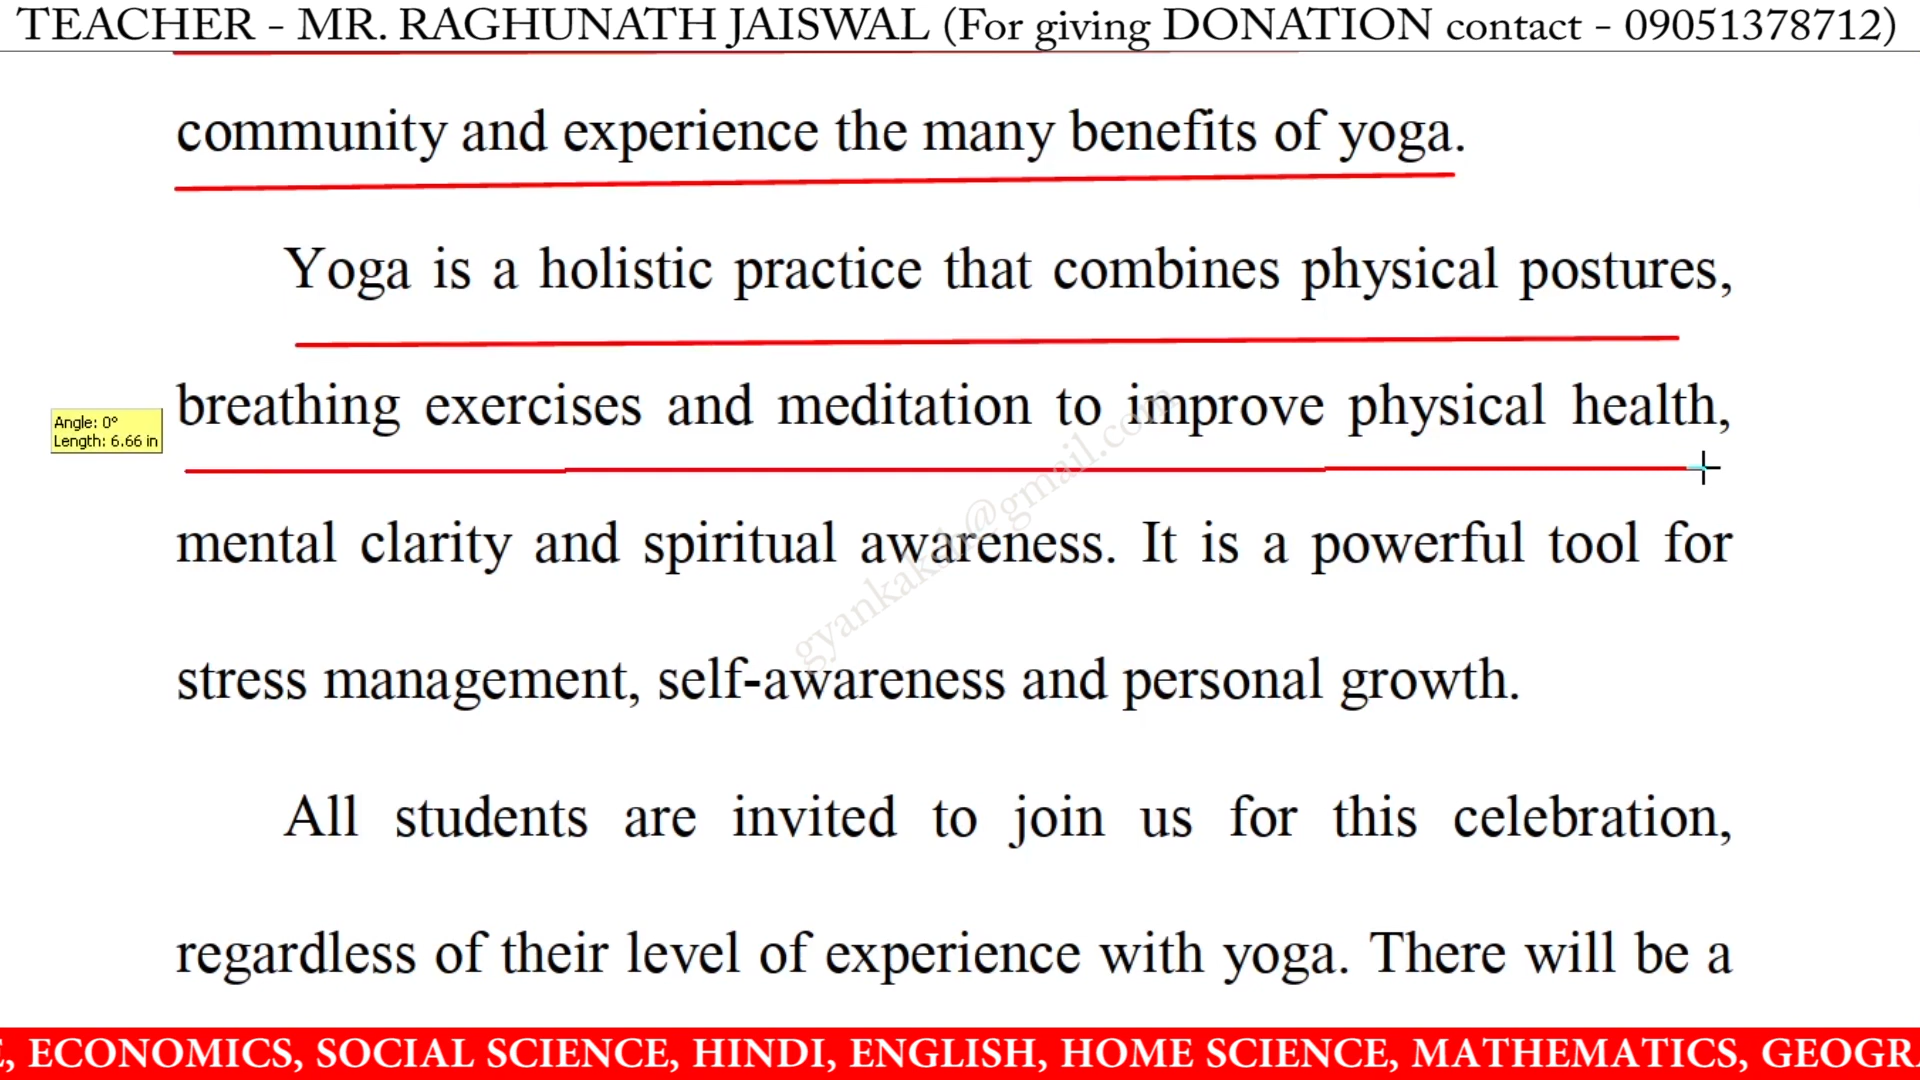 TEACHER - MR. RAGHUNATH JAISWAL (For giving DONATION contact - 09051378712)
community and experience the many benefits of yoga.
Yoga is a holistic practice that combines physical postures,
breathing exercises and meditation to improve physical health,
Angle: 0°
Length: 6.66 in
mental clarity and spiritual awareness. It is a powerful tool for
stress management, self-awareness and personal growth.
All students are invited to join us for this celebration,
regardless of their level of experience with yoga. There will be a
, ECONOMICS, SOCIAL SCIENCE, HINDI, ENGLISH, HOME SCIENCE, MATHEMATICS, GEOGR